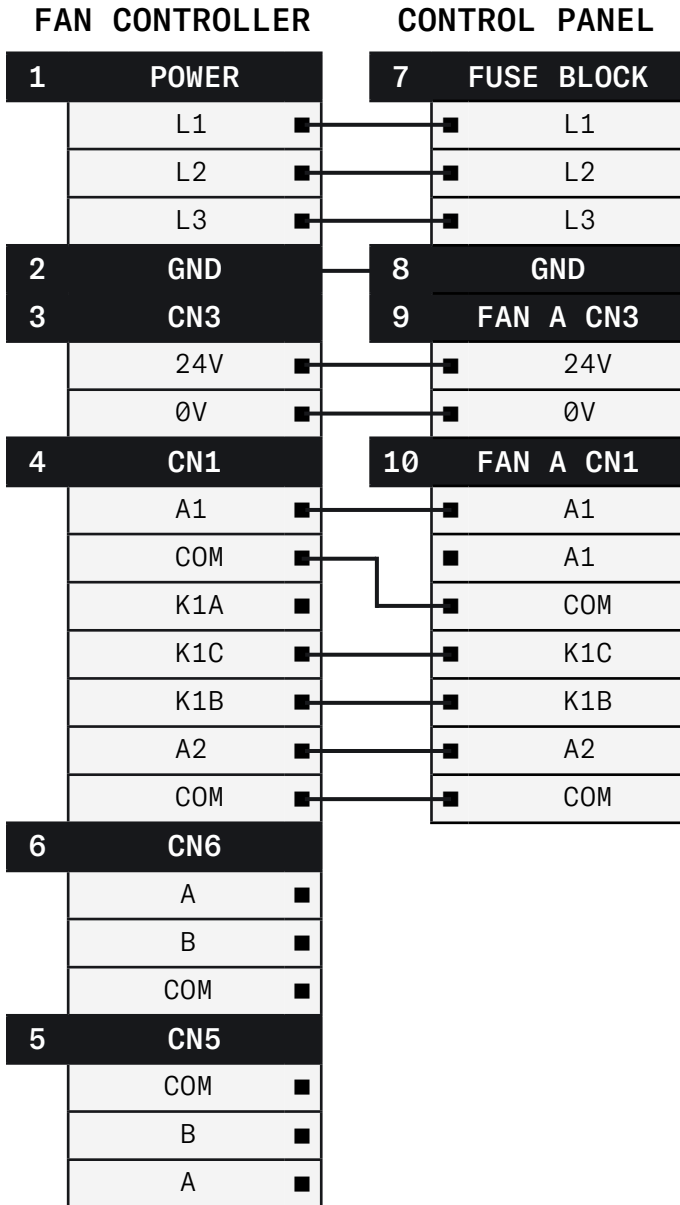 FAN CONTROLLER CONTROL PANEL
1 POWER 7 FUSE BLOCK
L1 L1
L2 L2
L3 L3
2 GND 8 GND
3 CN3 9 FAN A CN3
24V 24V
0V 0V
4 CN1 10 FAN A CN1
A1 A1
COM A1
K1A COM
K1C K1C
K1B K1B
A2 A2
COM COM
6 CN6
A
B
COM
5 CN5
COM
B
A